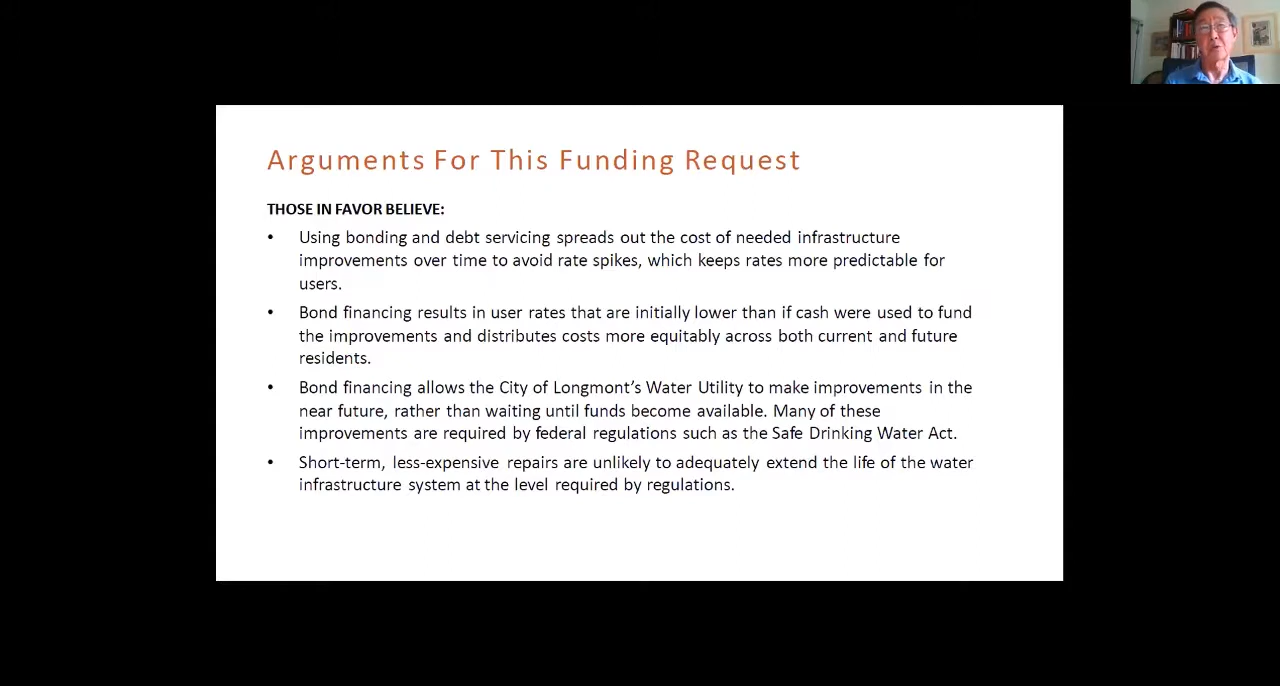 Arguments For This Funding Request
THOSE IN FAVOR BELIEVE:
• Using bonding and debt servicing spreads out the cost of needed infrastructure
improvements over time to avoid rate spikes, which keeps rates more predictable for
users.
• Bond financing results in user rates that are initially lower than if cash were used to fund
the improvements and distributes costs more equitably across both current and future
residents.
• Bond financing allows the City of Longmont’s Water Utility to make improvements in the
near future, rather than waiting until funds become available. Many of these
improvements are required by federal regulations such as the Safe Drinking Water Act.
• Short-term, less-expensive repairs are unlikely to adequately extend the life of the water
infrastructure system at the level required by regulations.